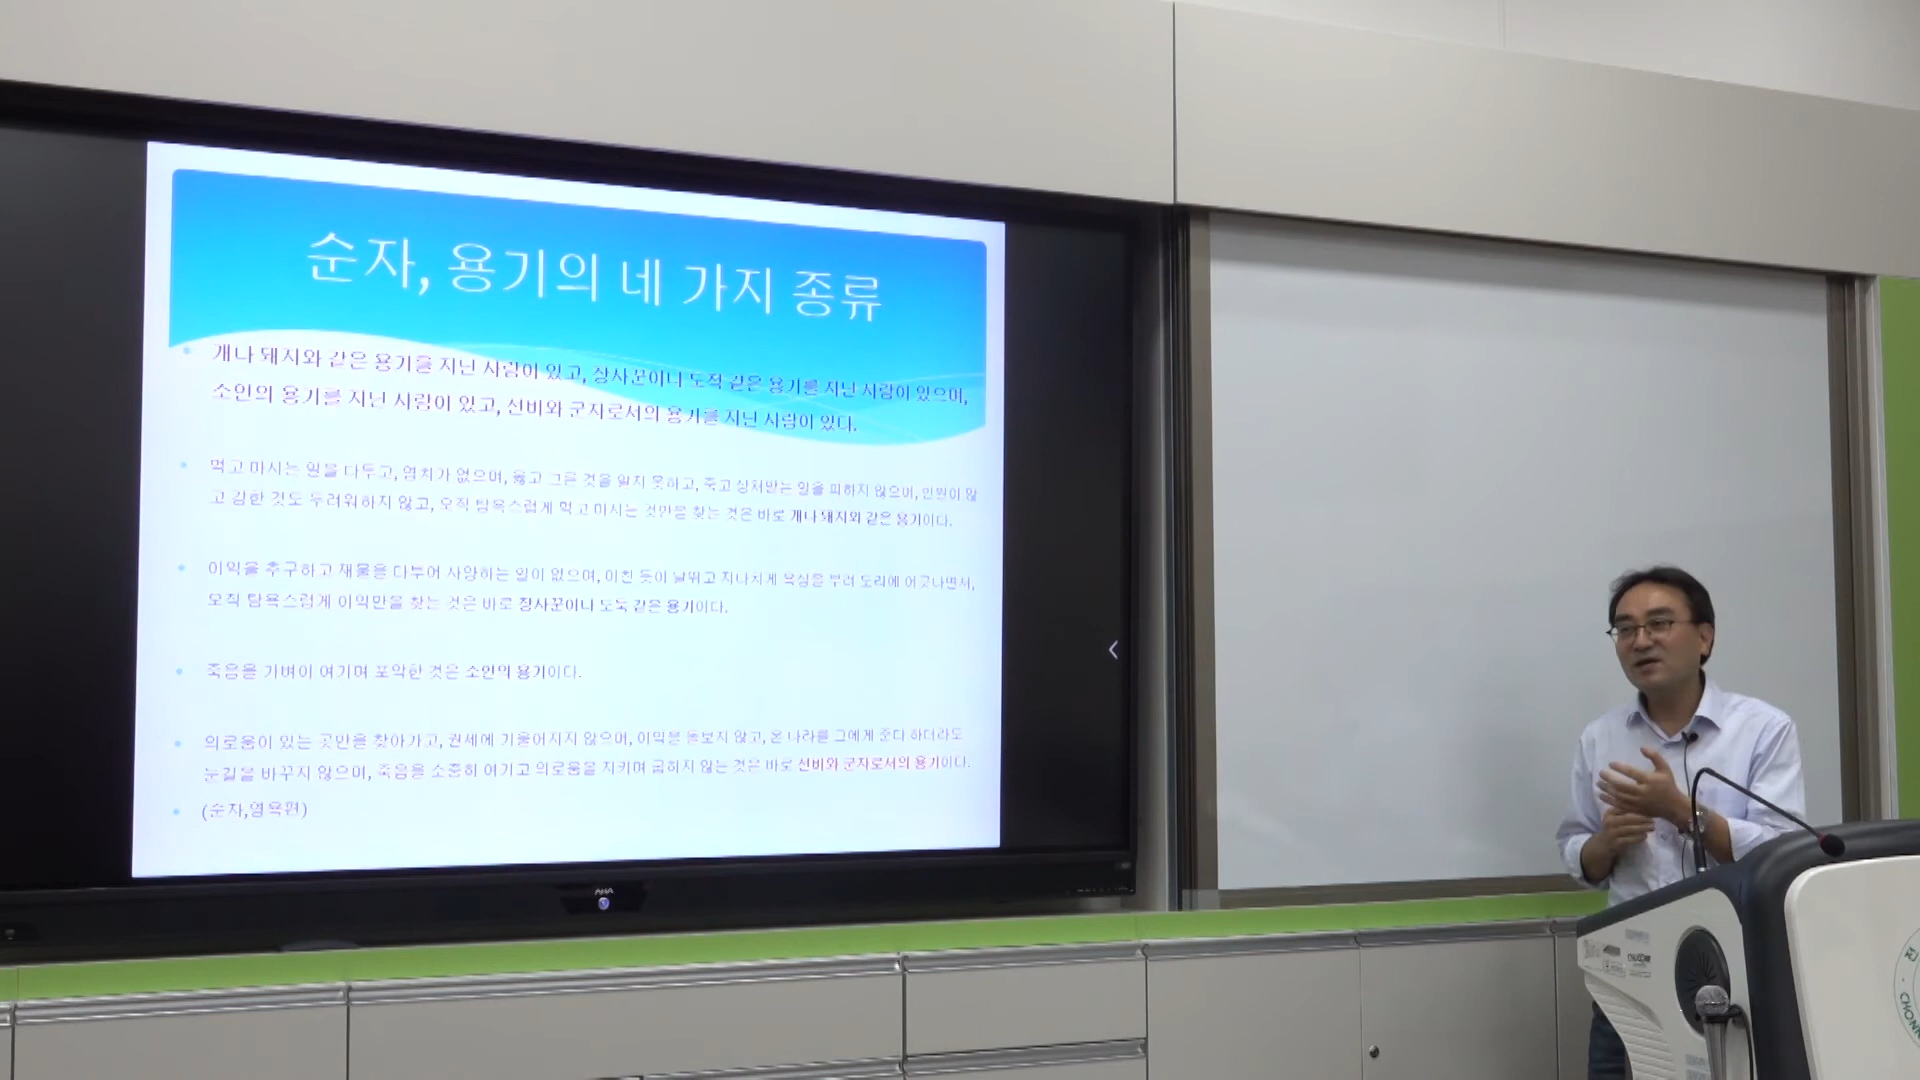 순자, 용기의 네 가지 종류
개나 돼지와 같은 용기를 지닌 사람이 있고, 장사꾼이나 도적 같은 용기를 지닌 사람이 있으며,
소인의 용기를 지닌 사람이 있고, 선비와 군자로서의 용기를 지닌 사람이 있다.
먹고 마시는 일을 다투고, 염치가 없으며, 옳고 그른 것을 알지 못하고, 죽고 상처받는 일을 피하지 않으며, 인원이 많
고 강한 것도 두려워하지 않고, 오직 탐욕스럽게 먹고 마시는 것만을 찾는 것은 바로 개나 돼지와 같은 용기이다.
이익을 추구하고 재물을 다투어 사양하는 일이 없으며, 미친 듯이 날뛰고 지나치게 욕심을 부려 도리에 어긋나면서,
오직 탐욕스럽게 이익만을 찾는 것은 바로 장사꾼이나 도둑 같은 용기이다.
죽음을 가벼이 여기며 포악한 것은 소인의 용기이다.
의로움이 있는 곳만을 찾아가고, 권세에 기울어지지 않으며, 이익을 돌보지 않고, 온 나라를 그에게 준다 하더라도
눈길을 바꾸지 않으며, 죽음을 소중히 여기고 의로움을 지키며 굽히지 않는 것은 바로 선비와 군자로서의 용기이다.
(순자,영욕편)
AHA